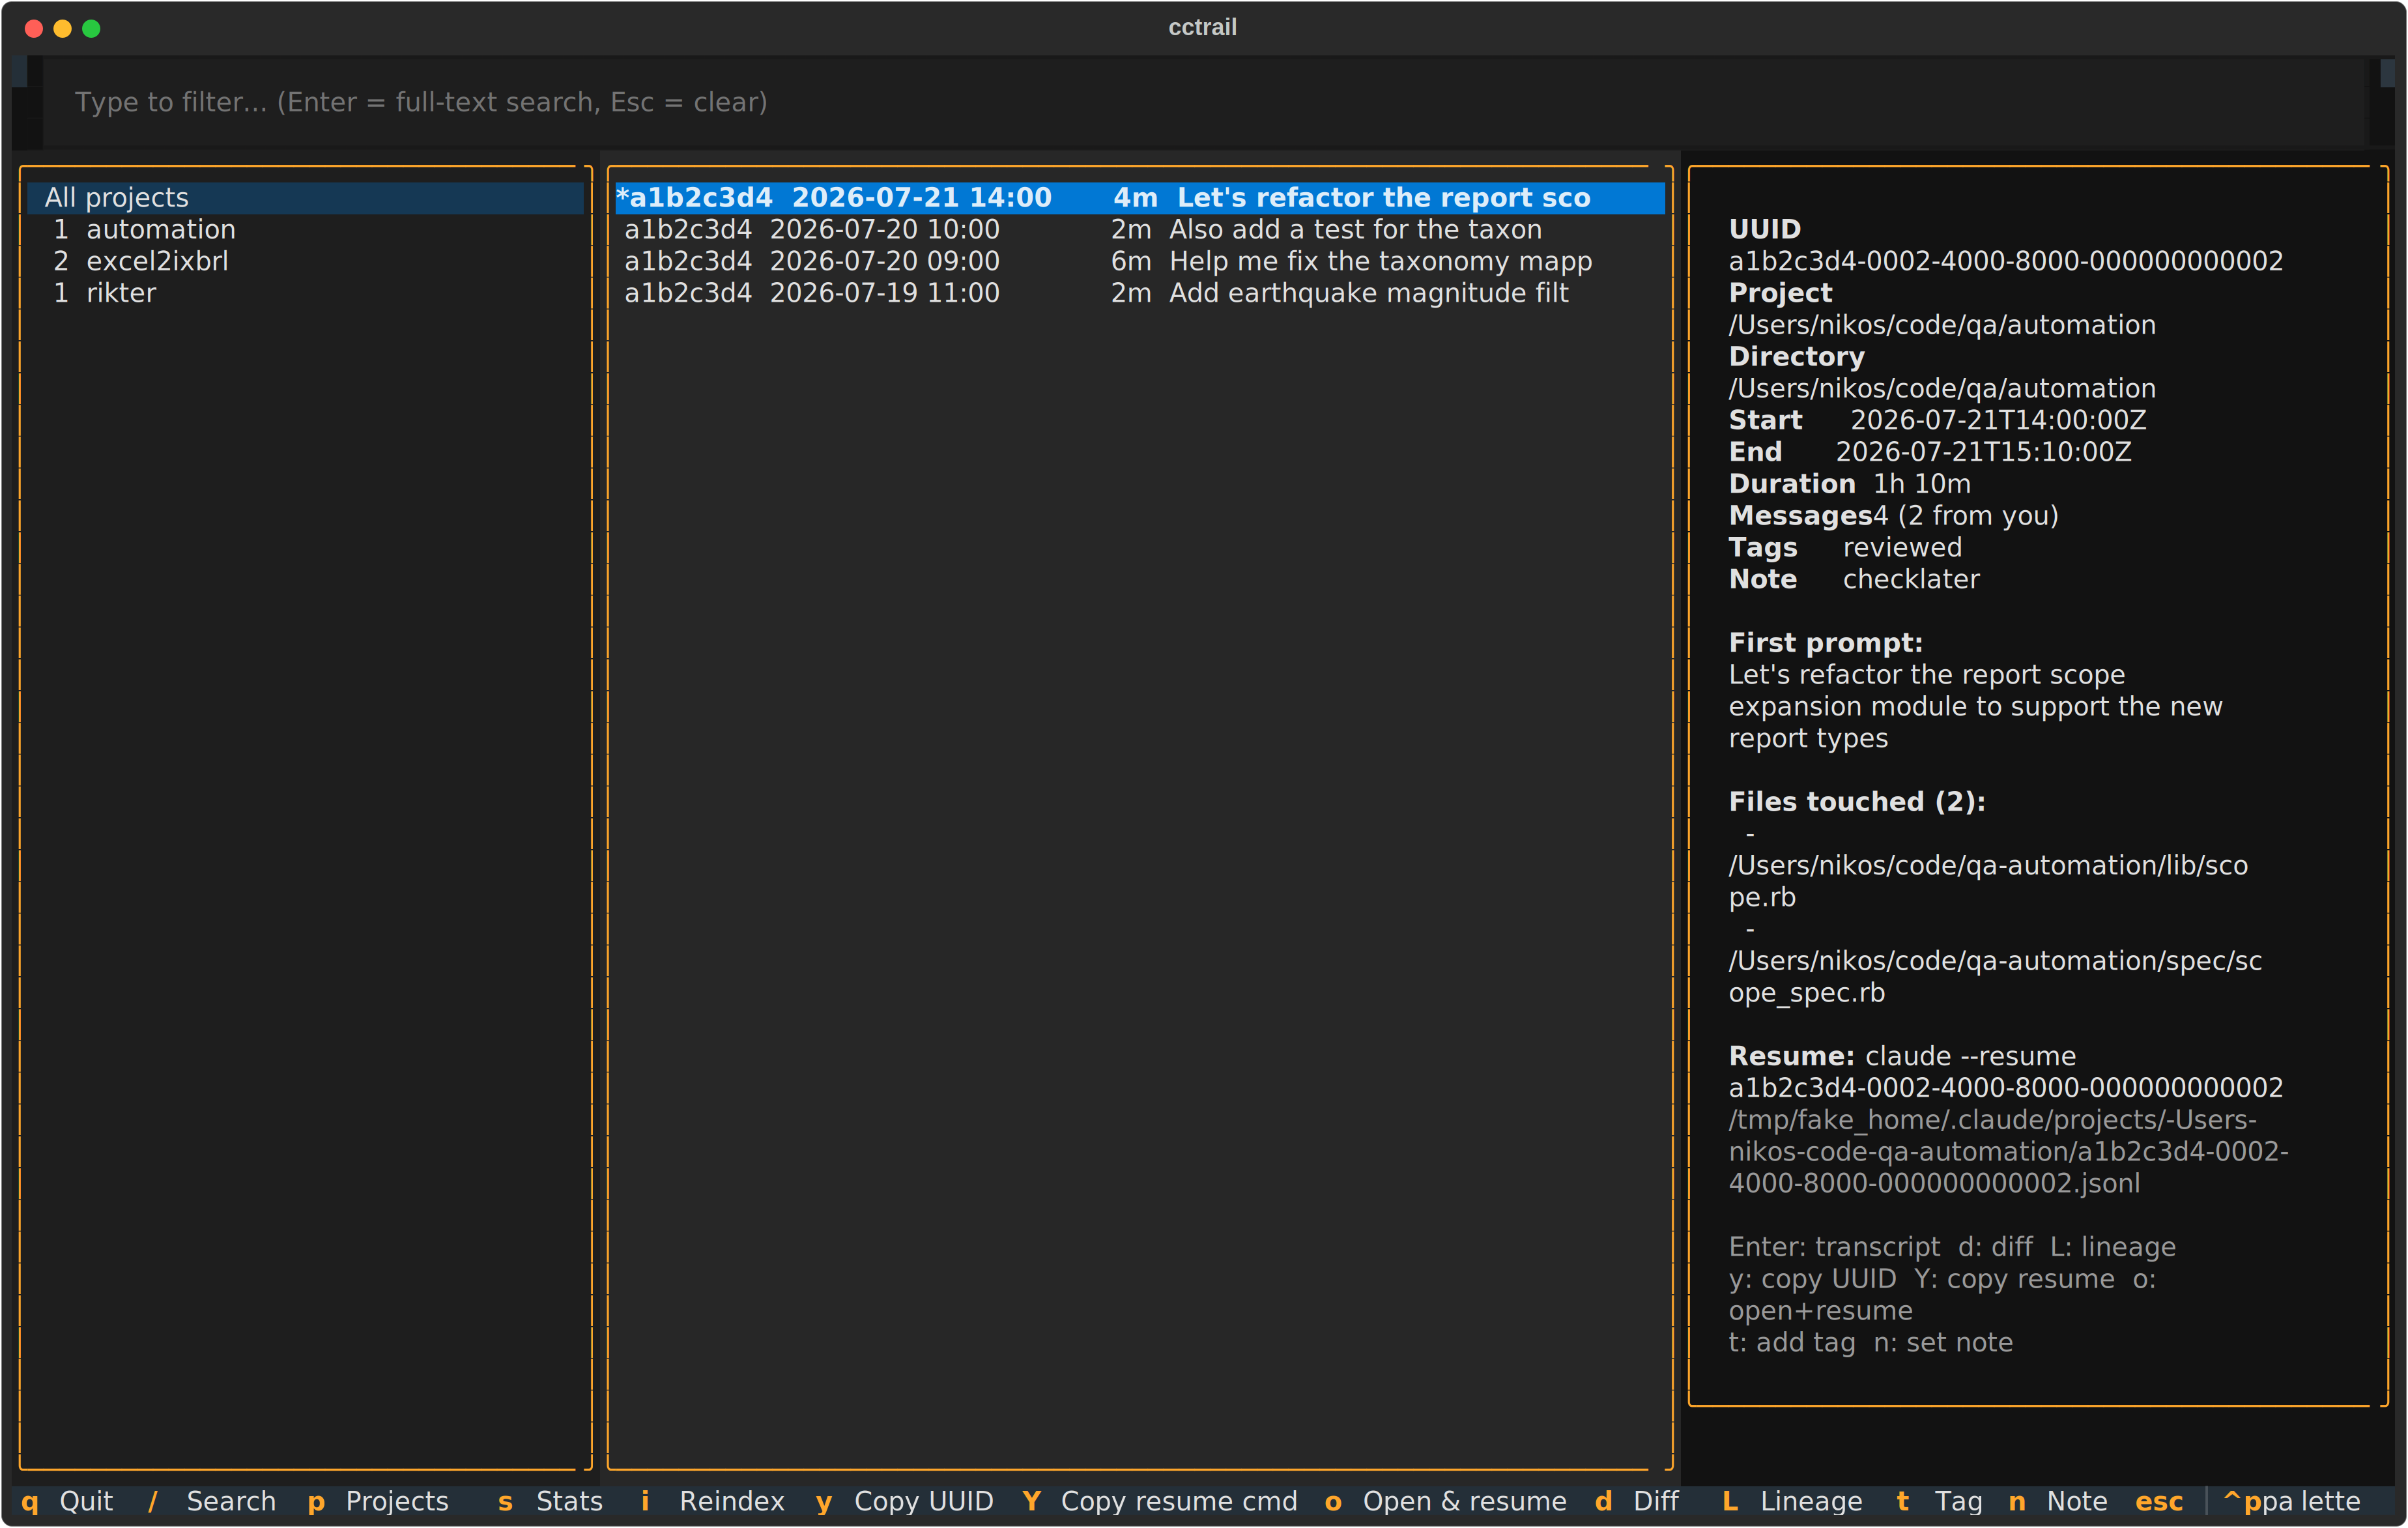 cctrail
Type to filter... (Enter = full-text search, Esc = clear)
All projects
1 automation
2 excel2ixbrl
1 rikter
*a1b2c3d4 2026-07-21 14:00 4m Let's refactor the report sco
a1b2c3d4 2026-07-20 10:00 2m Also add a test for the taxon
a1b2c3d4 2026-07-20 09:00 6m Help me fix the taxonomy mapp
a1b2c3d4 2026-07-19 11:00 2m Add earthquake magnitude filt
UUID
a1b2c3d4-0002-4000-8000-000000000002
Project
/Users/nikos/code/qa/automation
Directory
/Users/nikos/code/qa/automation
Start 2026-07-21T14:00:00Z
End 2026-07-21T15:10:00Z
Duration 1h 10m
Messages4 (2 from you)
Tags reviewed
Note checklater
First prompt:
Let's refactor the report scope
expansion module to support the new
report types
Files touched (2):
-
/Users/nikos/code/qa-automation/lib/sco
pe.rb
-
/Users/nikos/code/qa-automation/spec/sc
ope_spec.rb
Resume: claude --resume
a1b2c3d4-0002-4000-8000-000000000002
/tmp/fake_home/.claude/projects/-Users-
nikos-code-qa-automation/a1b2c3d4-0002-
4000-8000-000000000002.jsonl
Enter: transcript d: diff L: lineage
y: copy UUID Y: copy resume o:
open+resume
t: add tag n: set note
q Quit / Search p Projects s Stats i Reindex y Copy UUID Y Copy resume cmd o Open & resume d Diff L Lineage t Tag n Note esc ^ppa lette